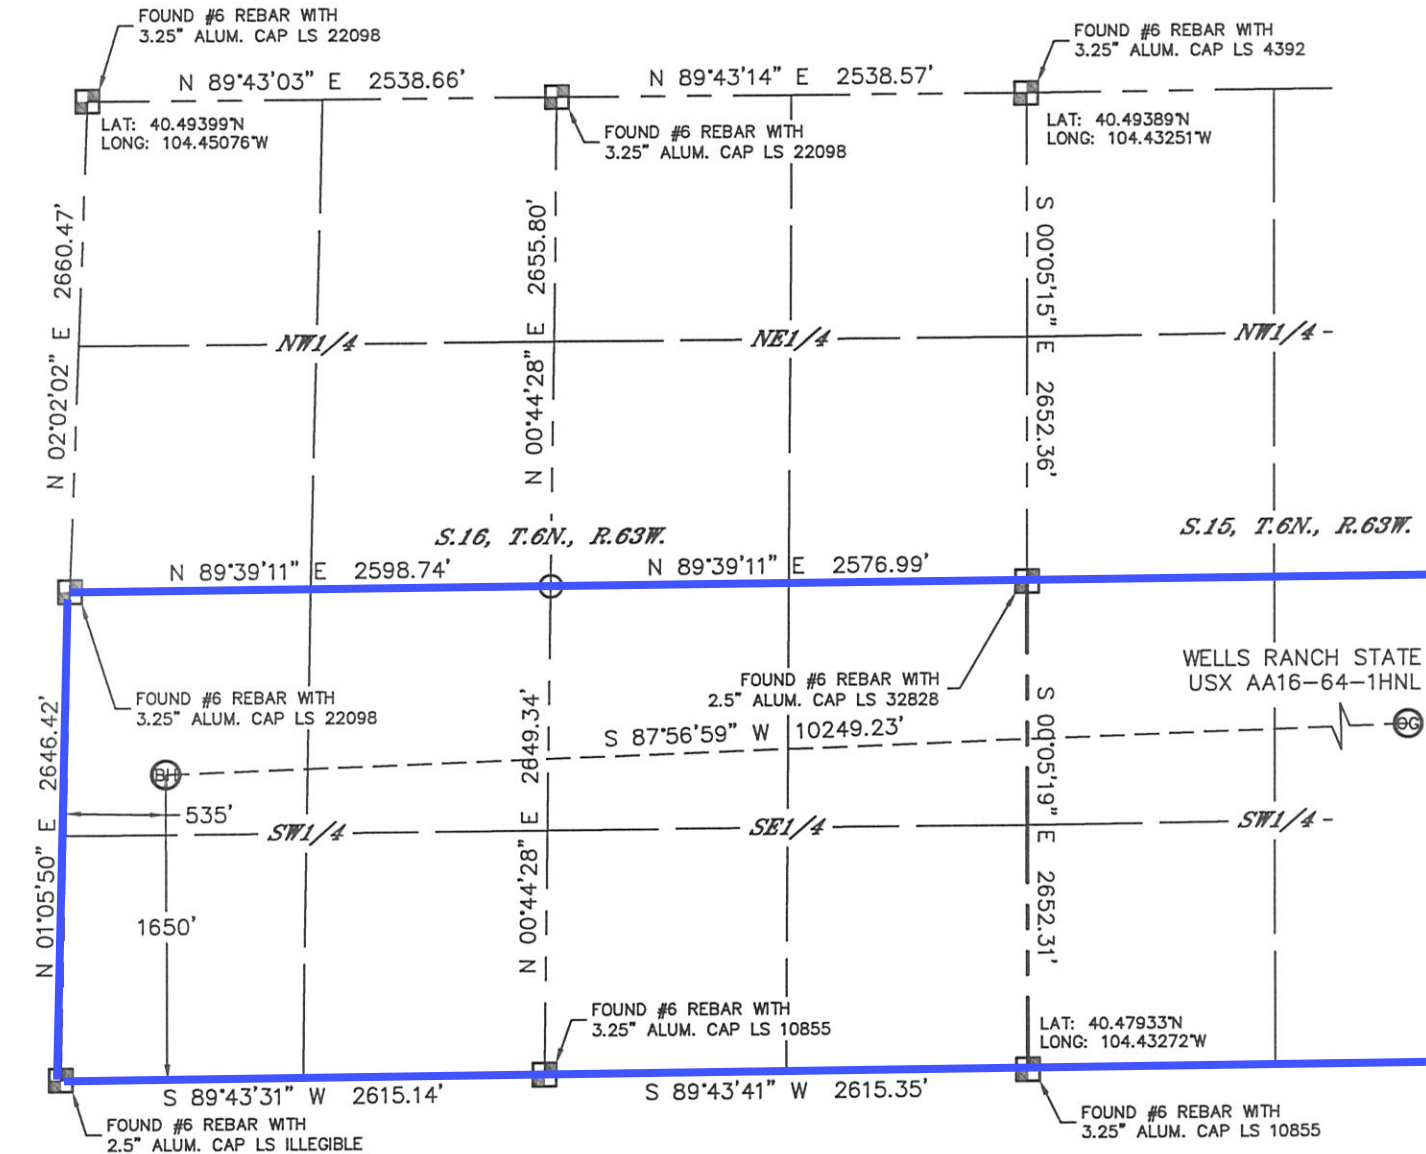 FOUND #6 REBAR WITH
3.25" ALUM. CAP LS 22098
FOUND #6 REBAR WITH
3.25" ALUM. CAP LS 4392
N 89°43'03" E 2538.66'
N 89°43'14" E 2538.57'
LAT: 40.49399°N
LONG: 104.45076°W
FOUND #6 REBAR WITH
3.25" ALUM. CAP LS 22098
LAT: 40.49389°N
LONG: 104.43251°W
N 02°02'02" E 2660.47'
N 00°44'28" E 2655.80'
S 00°05'15" E 2652.36'
NW1/4
NE1/4
NW1/4
S.16, T.6N., R.63W.
S.15, T.6N., R.63W.
N 89°39'11" E 2598.74'
N 89°39'11" E 2576.99'
FOUND #6 REBAR WITH
3.25" ALUM. CAP LS 22098
FOUND #6 REBAR WITH
2.5" ALUM. CAP LS 32828
WELLS RANCH STATE
USX AA16-64-1HNL
N 01°05'50" E 2646.42'
N 00°44'28" E 2649.34'
S 00°05'19" E 2652.31'
S 87°56'59" W 10249.23'
OG
BH
535'
SW1/4
SE1/4
SW1/4
1650'
FOUND #6 REBAR WITH
3.25" ALUM. CAP LS 10855
LAT: 40.47933°N
LONG: 104.43272°W
S 89°43'31" W 2615.14'
S 89°43'41" W 2615.35'
FOUND #6 REBAR WITH
2.5" ALUM. CAP LS ILLEGIBLE
FOUND #6 REBAR WITH
3.25" ALUM. CAP LS 10855